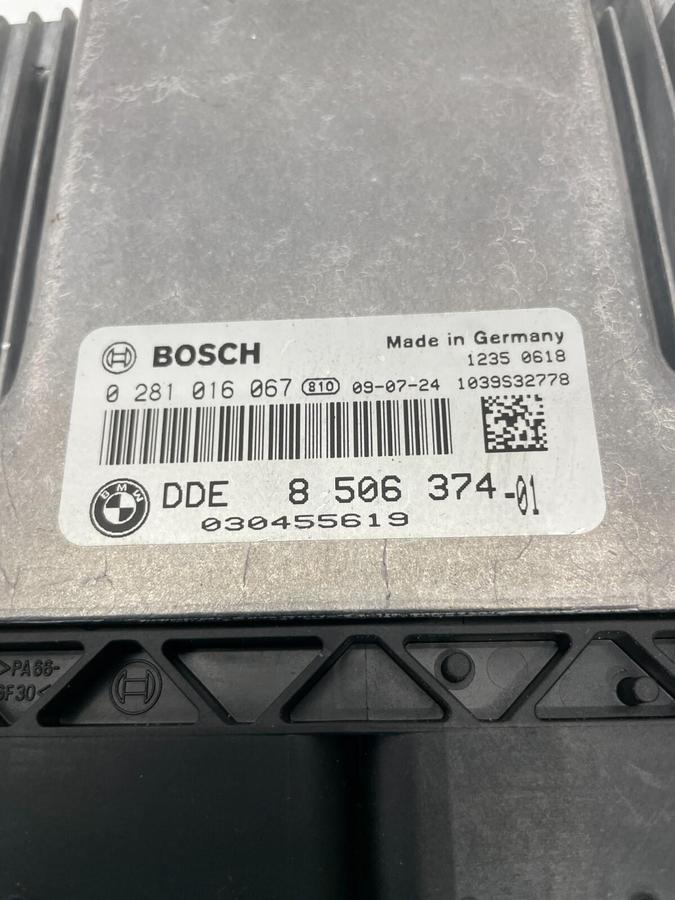 BOSCH
Made in Germany
1235 0618
0 281 016 067 810 09-07-24 1039S32778
BMW DDE 8 506 374-01
030455619
>PA66-
GF30<